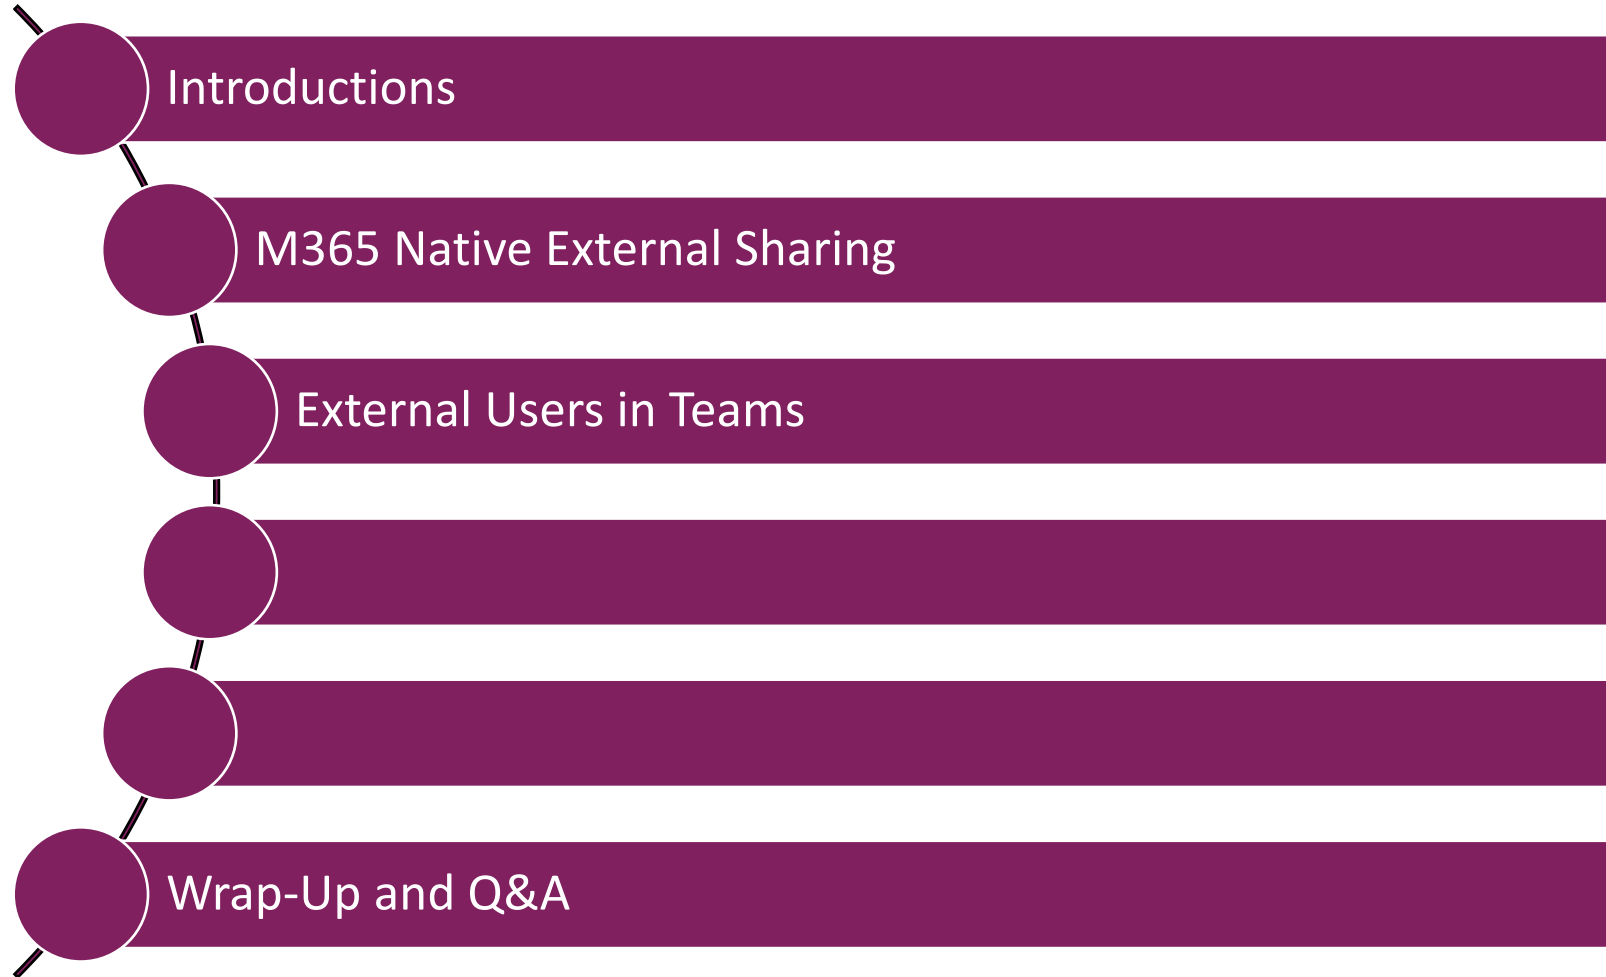 Introductions
M365 Native External Sharing
External Users in Teams
Wrap-Up and Q&A